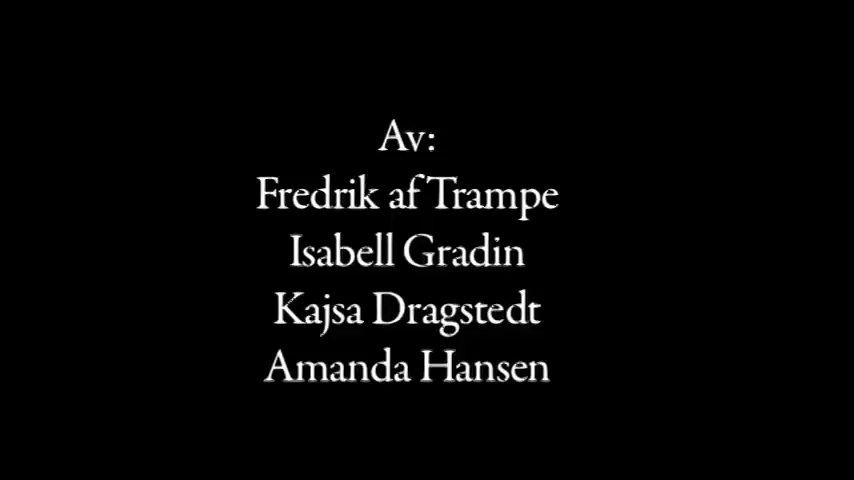 Av:
Fredrik af Trampe
Isabell Gradin
Kajsa Dragstedt
Amanda Hansen